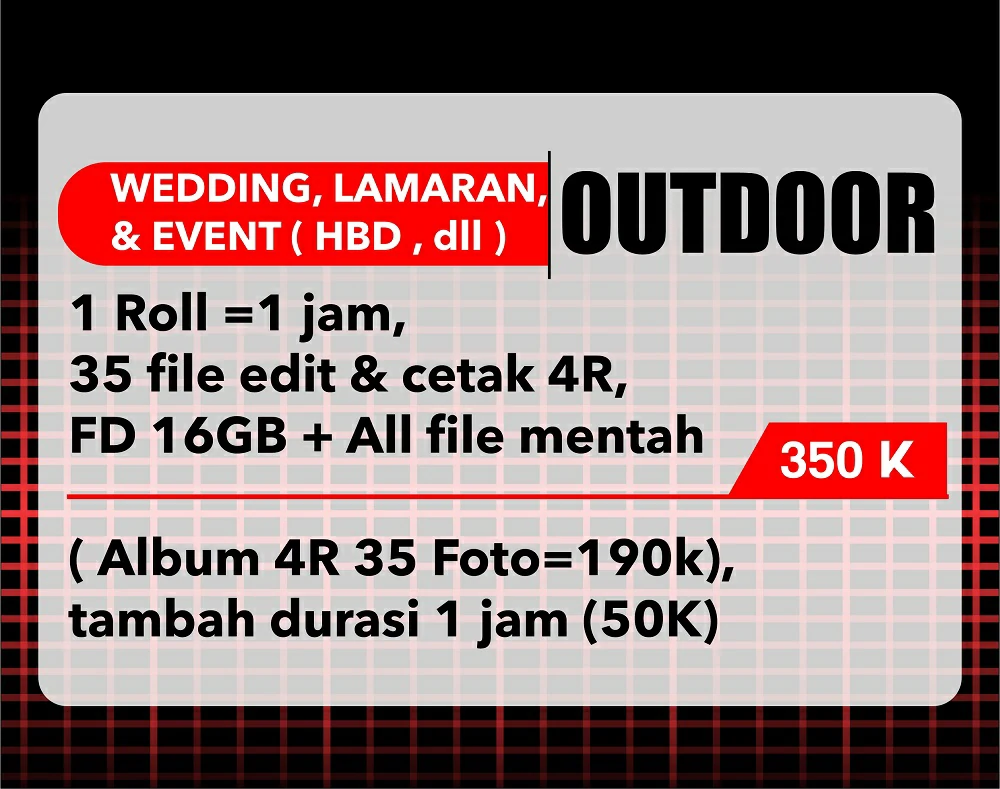 WEDDING, LAMARAN,
& EVENT ( HBD , dll )
OUTDOOR
1 Roll =1 jam,
35 file edit & cetak 4R,
FD 16GB + All file mentah
350 K
( Album 4R 35 Foto=190k),
tambah durasi 1 jam (50K)